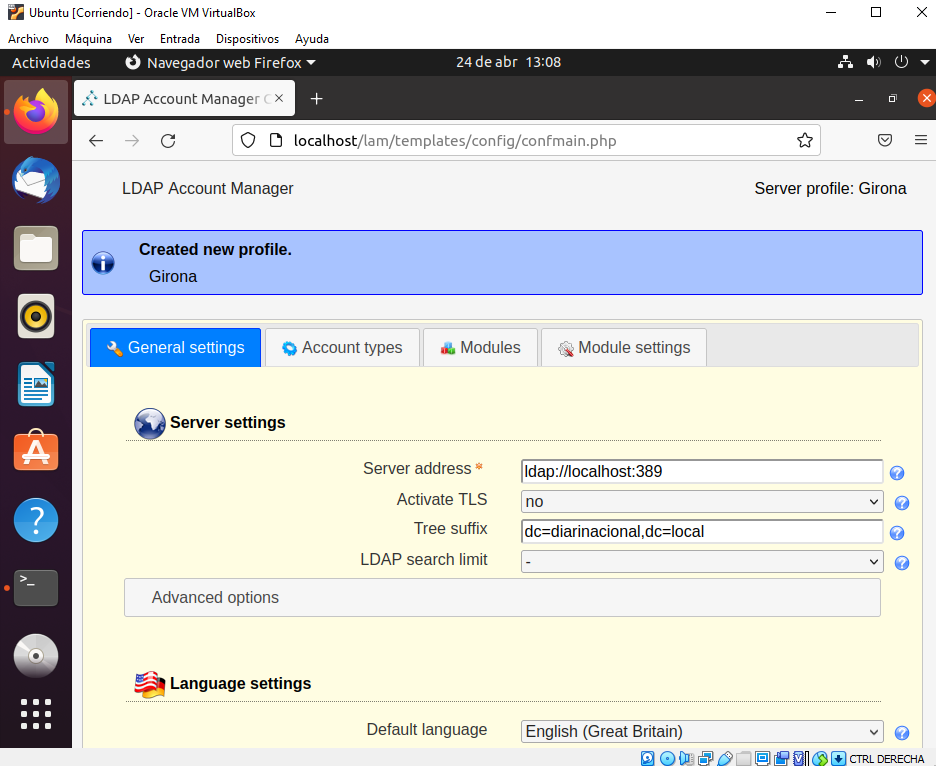 Ubuntu [Corriendo] - Oracle VM VirtualBox
Archivo Máquina Ver Entrada Dispositivos Ayuda
Actividades Navegador web Firefox 24 de abr 13:08
LDAP Account Manager C
localhost/lam/templates/config/confmain.php
LDAP Account Manager Server profile: Girona
Created new profile.
Girona
General settings Account types Modules Module settings
Server settings
Server address * ldap://localhost:389
Activate TLS no
Tree suffix dc=diarinacional,dc=local
LDAP search limit -
Advanced options
Language settings
Default language English (Great Britain)
CTRL DERECHA